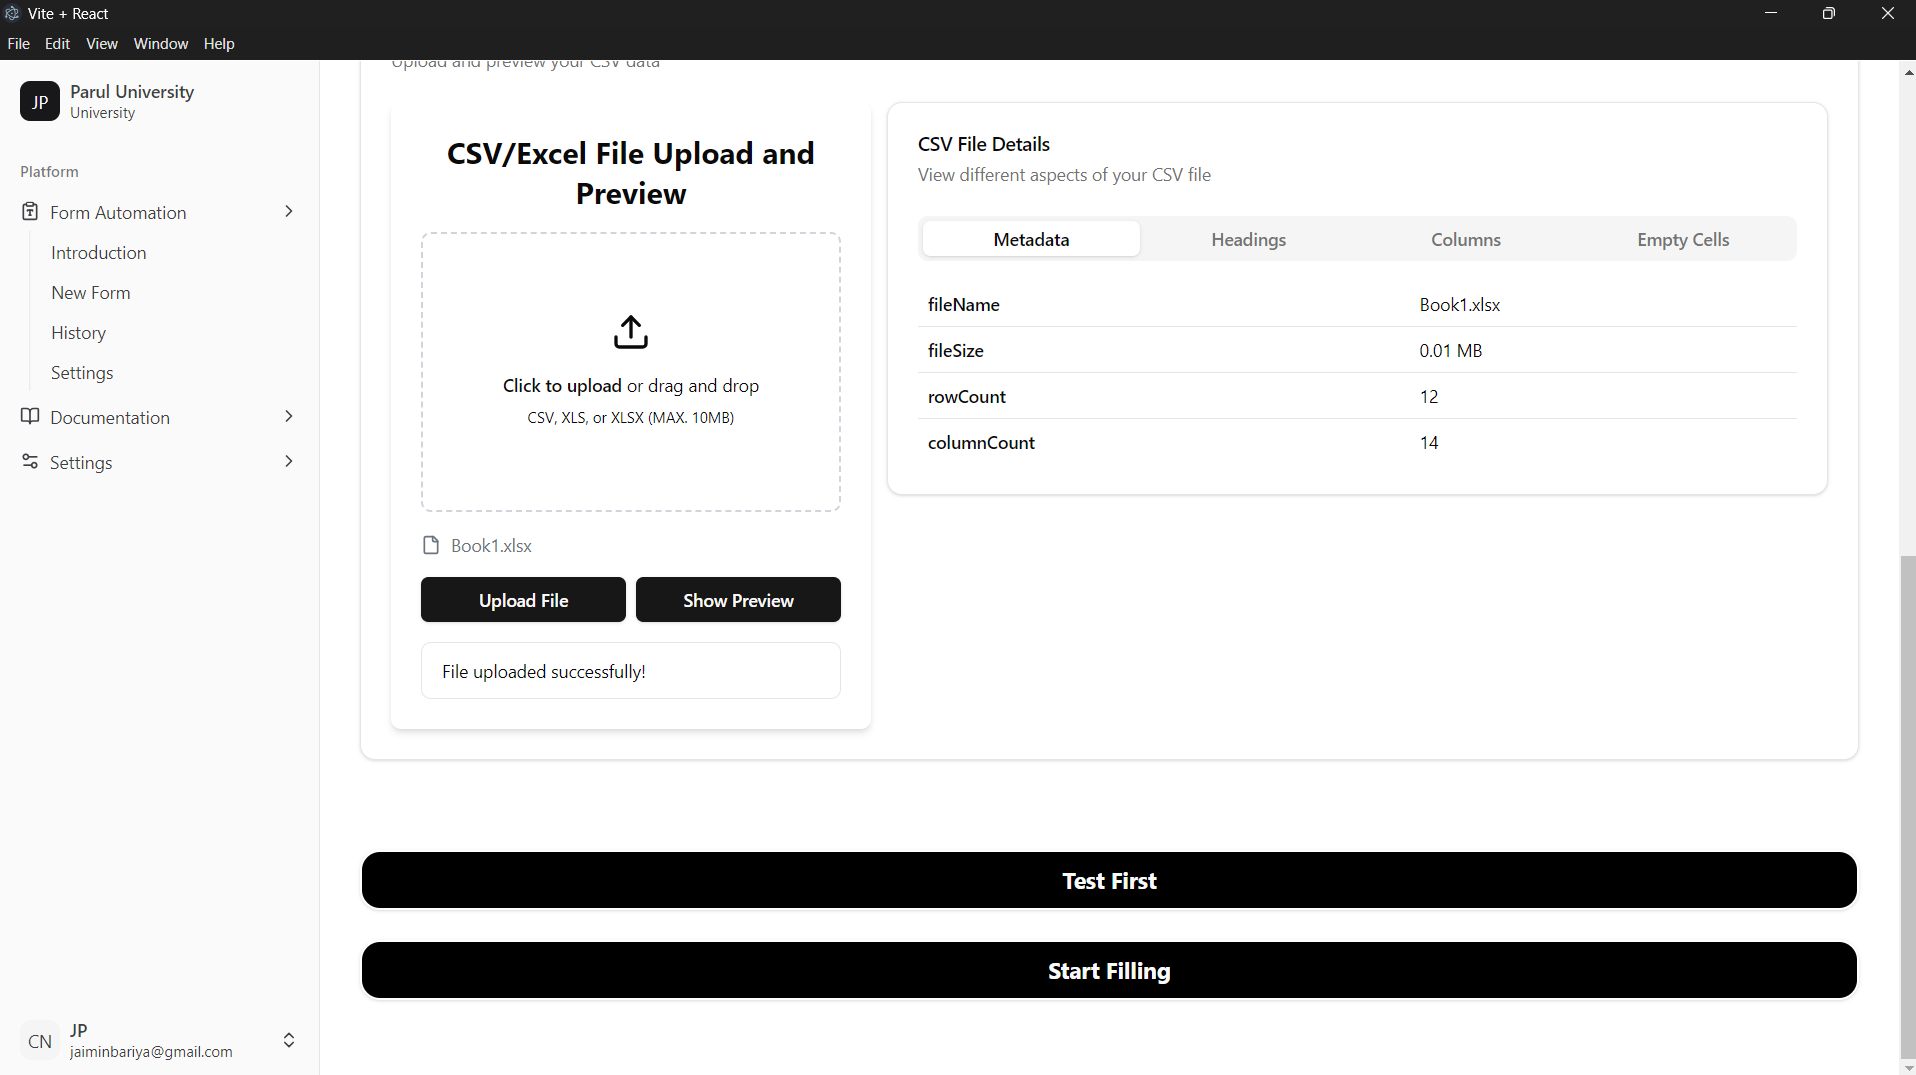 Vite + React
File Edit View Window Help
JP
Parul University
University
Platform
Form Automation
Introduction
New Form
History
Settings
Documentation
Settings
CN
JP
jaiminbariya@gmail.com
Upload and preview your CSV data
CSV/Excel File Upload and
Preview
Click to upload or drag and drop
CSV, XLS, or XLSX (MAX. 10MB)
Book1.xlsx
Upload File
Show Preview
File uploaded successfully!
CSV File Details
View different aspects of your CSV file
Metadata Headings Columns Empty Cells
fileName Book1.xlsx
fileSize 0.01 MB
rowCount 12
columnCount 14
Test First
Start Filling